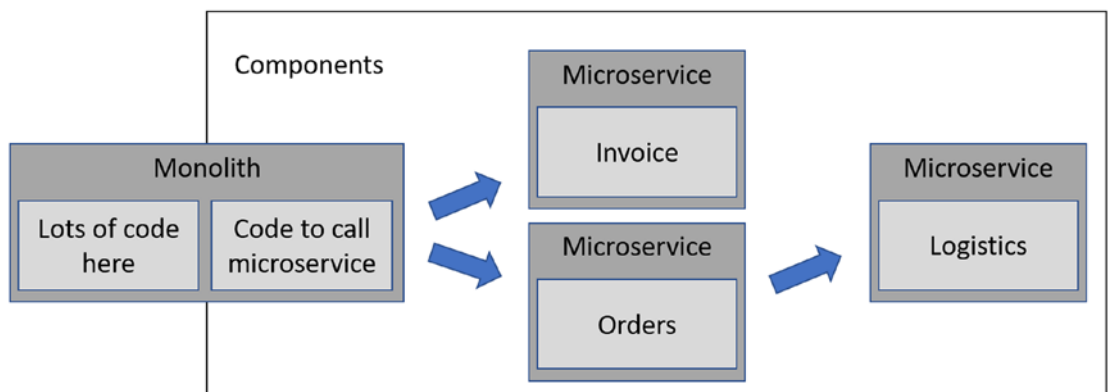 Components
Monolith
Lots of code
here
Code to call
microservice
Microservice
Invoice
Microservice
Orders
Microservice
Logistics